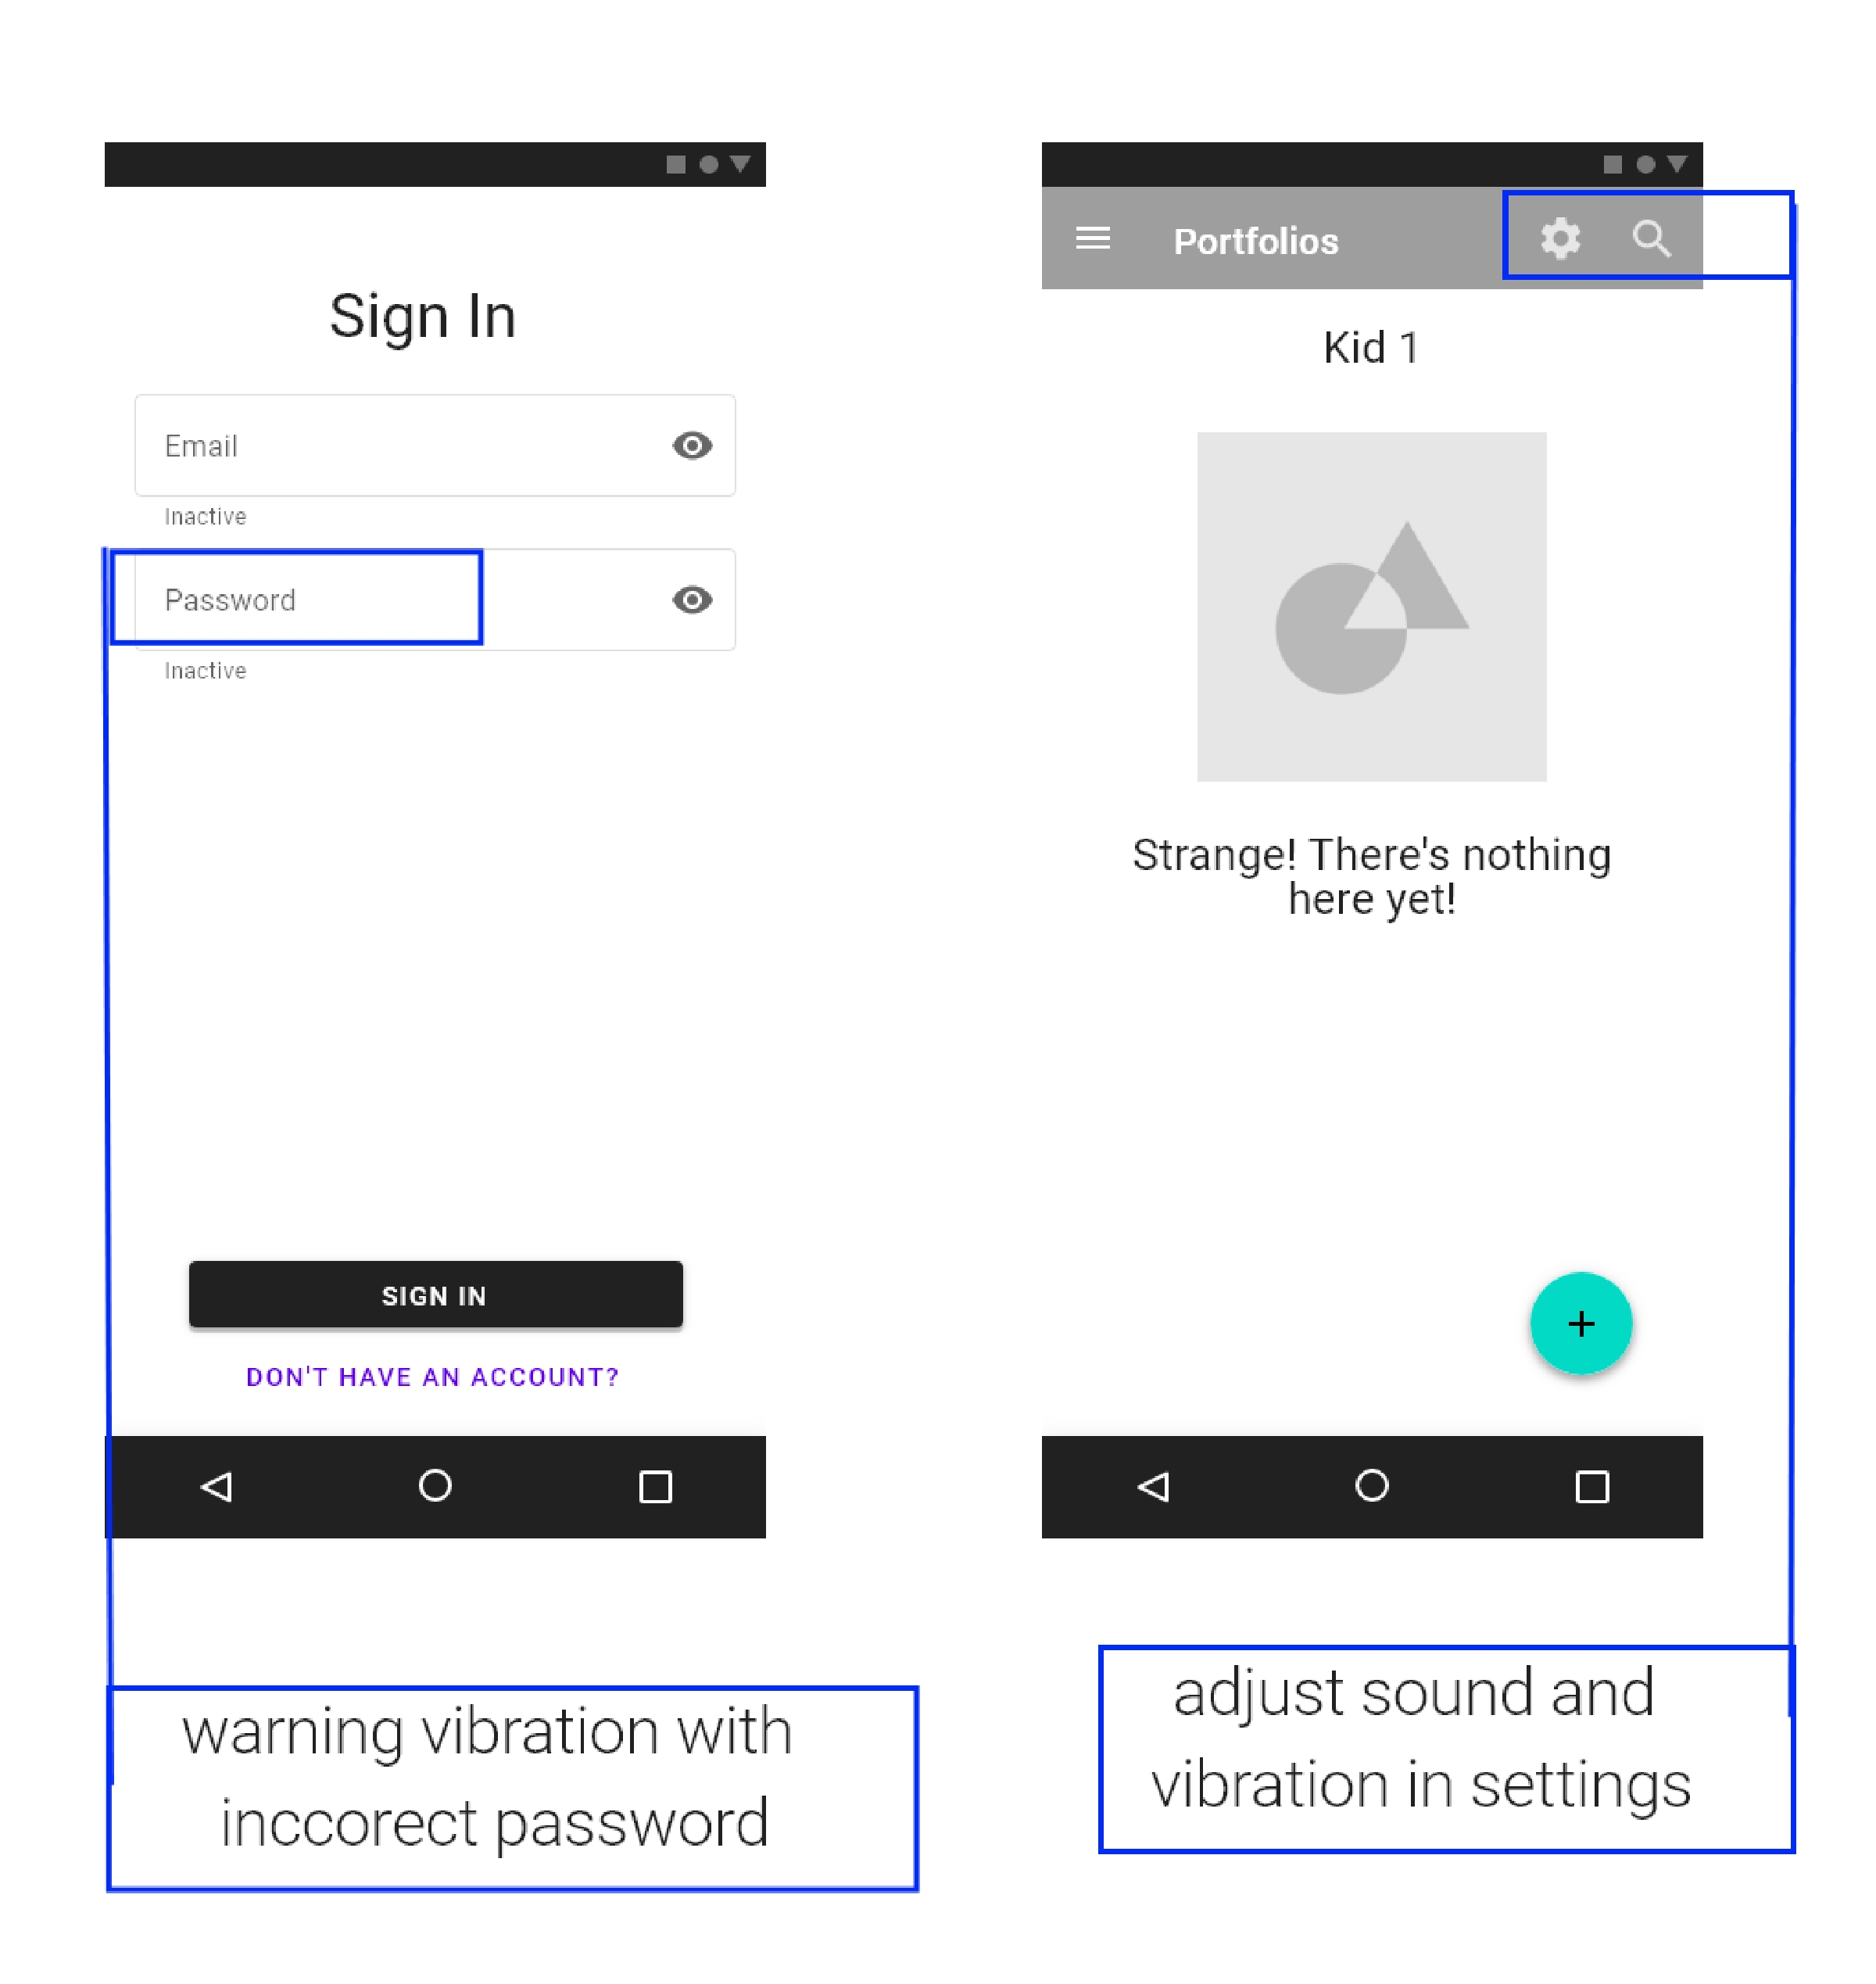 Sign In
Email
Inactive
Password
Inactive
SIGN IN
DON'T HAVE AN ACCOUNT?
warning vibration with
inccorect password
Portfolios
Kid 1
Strange! There's nothing
here yet!
+
adjust sound and
vibration in settings